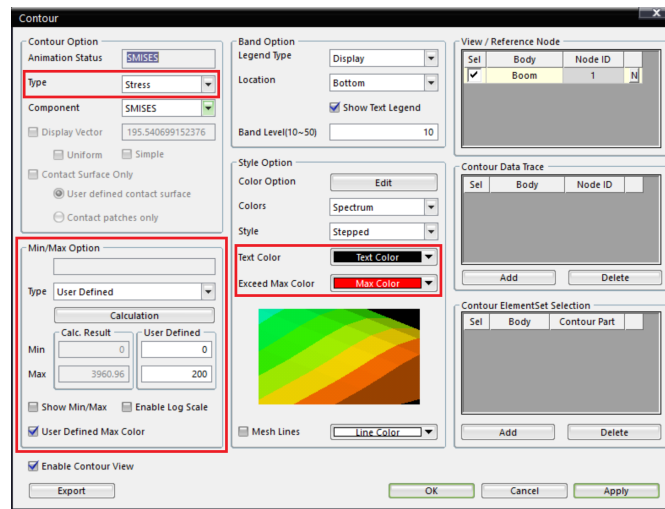 Contour
Contour Option
Animation Status SMISES
Type Stress
Component SMISES
Display Vector 195.540699152376
Uniform Simple
Contact Surface Only
User defined contact surface
Contact patches only
Min/Max Option
Type User Defined
Calculation
Calc. Result User Defined
Min 0 0
Max 3960.96 200
Show Min/Max Enable Log Scale
User Defined Max Color
Enable Contour View
Export
Band Option
Legend Type Display
Location Bottom
Show Text Legend
Band Level(10~50) 10
Style Option
Color Option Edit
Colors Spectrum
Style Stepped
Text Color Text Color
Exceed Max Color Max Color
Mesh Lines Line Color
View / Reference Node
Sel Body Node ID
Boom 1 N
Contour Data Trace
Sel Body Node ID
Add Delete
Contour ElementSet Selection
Sel Body Contour Part
Add Delete
OK Cancel Apply